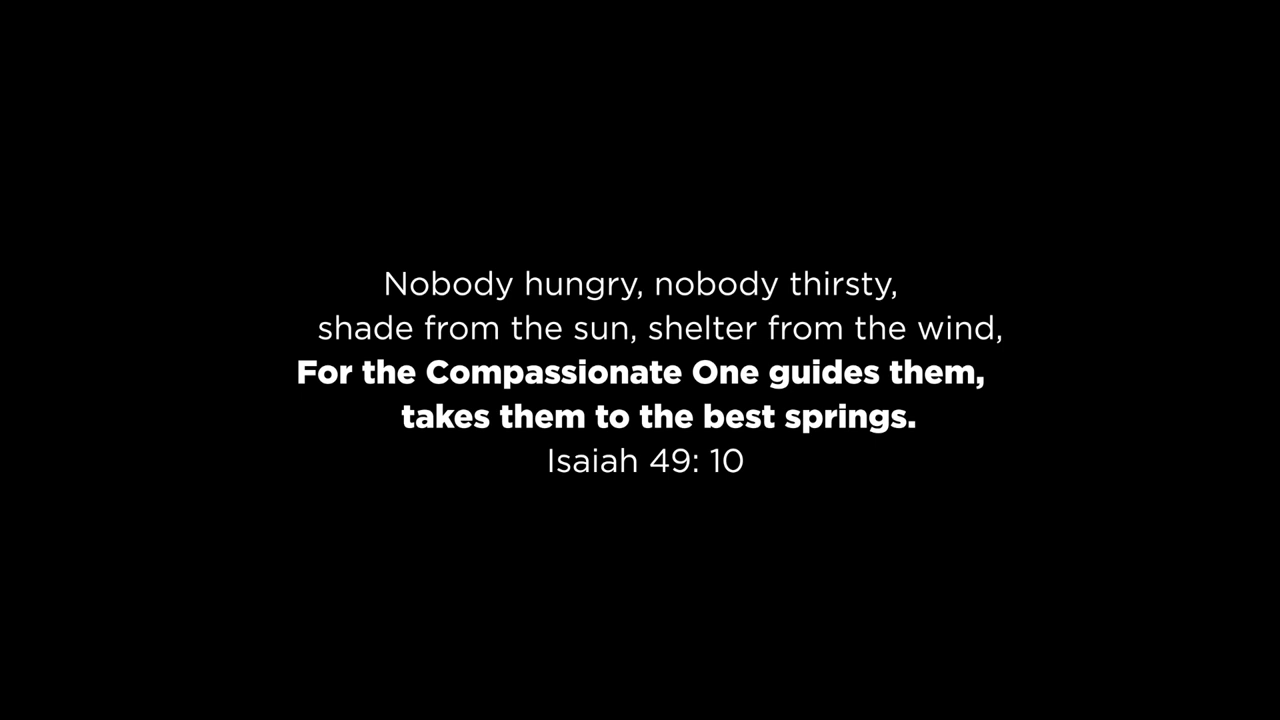 Nobody hungry, nobody thirsty,
shade from the sun, shelter from the wind,
For the Compassionate One guides them,
takes them to the best springs.
Isaiah 49: 10